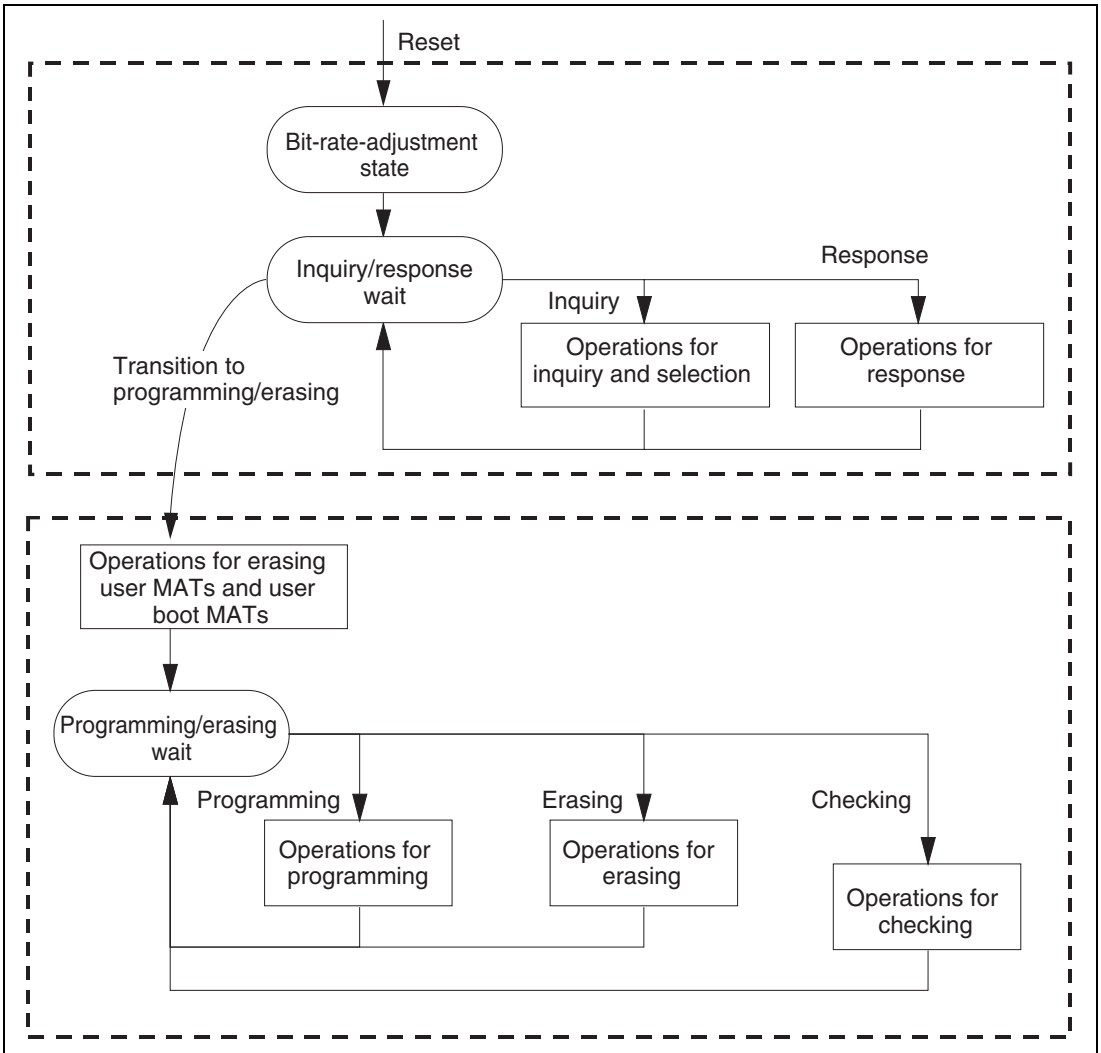 Reset
Bit-rate-adjustment
state
Inquiry/response
wait
Response
Inquiry
Operations for
inquiry and selection
Operations for
response
Transition to
programming/erasing
Operations for erasing
user MATs and user
boot MATs
Programming/erasing
wait
Programming
Erasing
Checking
Operations for
programming
Operations for
erasing
Operations for
checking